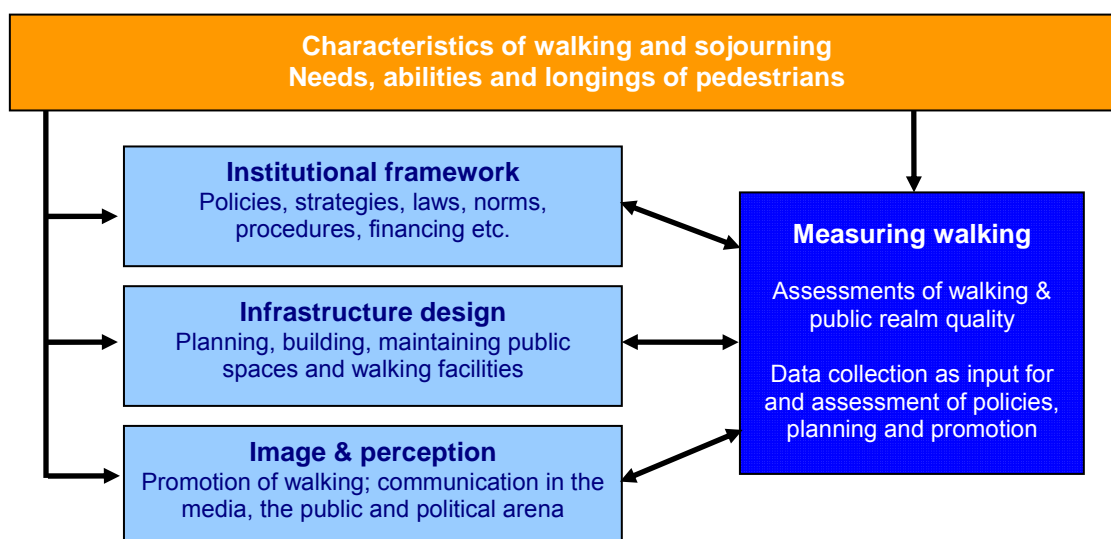 Characteristics of walking and sojourning
Needs, abilities and longings of pedestrians
Institutional framework
Policies, strategies, laws, norms,
procedures, financing etc.
Infrastructure design
Planning, building, maintaining public
spaces and walking facilities
Image & perception
Promotion of walking; communication in the
media, the public and political arena
Measuring walking
Assessments of walking &
public realm quality
Data collection as input for
and assessment of policies,
planning and promotion